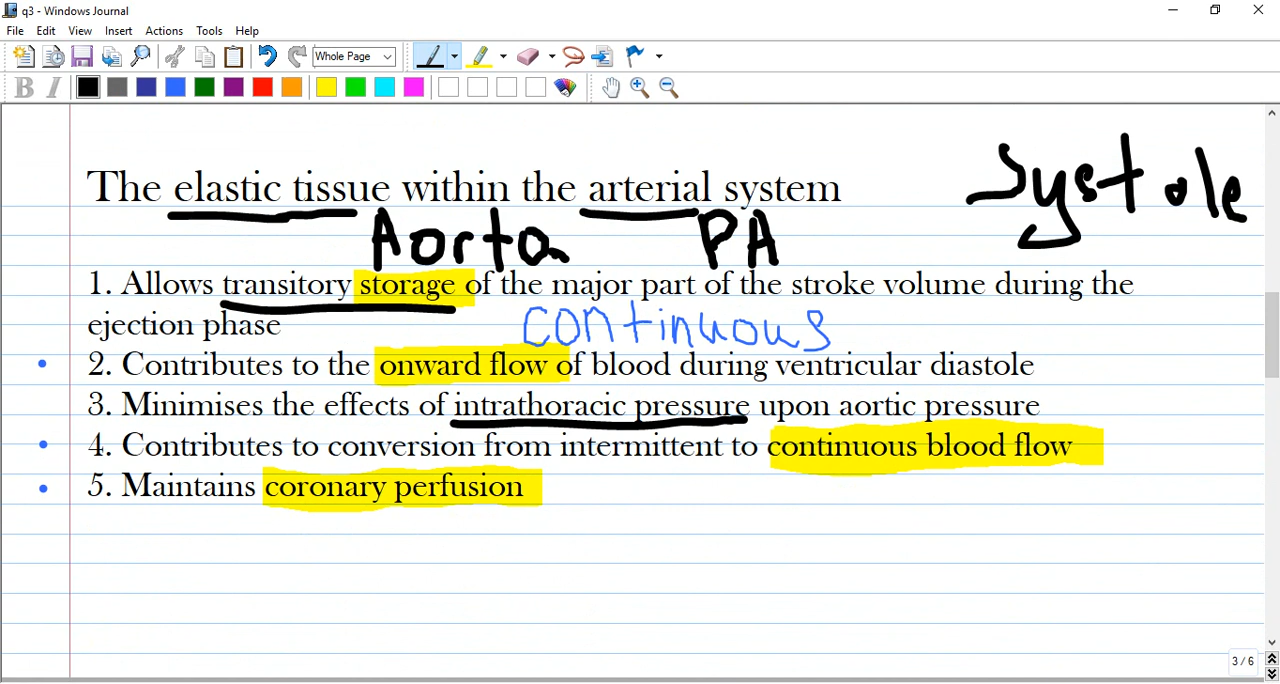 q3 - Windows Journal
File Edit View Insert Actions Tools Help
Whole Page
B I
The elastic tissue within the arterial system
Systole
Aorta PA
1. Allows transitory storage of the major part of the stroke volume during the
ejection phase
continuous
2. Contributes to the onward flow of blood during ventricular diastole
3. Minimises the effects of intrathoracic pressure upon aortic pressure
4. Contributes to conversion from intermittent to continuous blood flow
5. Maintains coronary perfusion
3 / 6